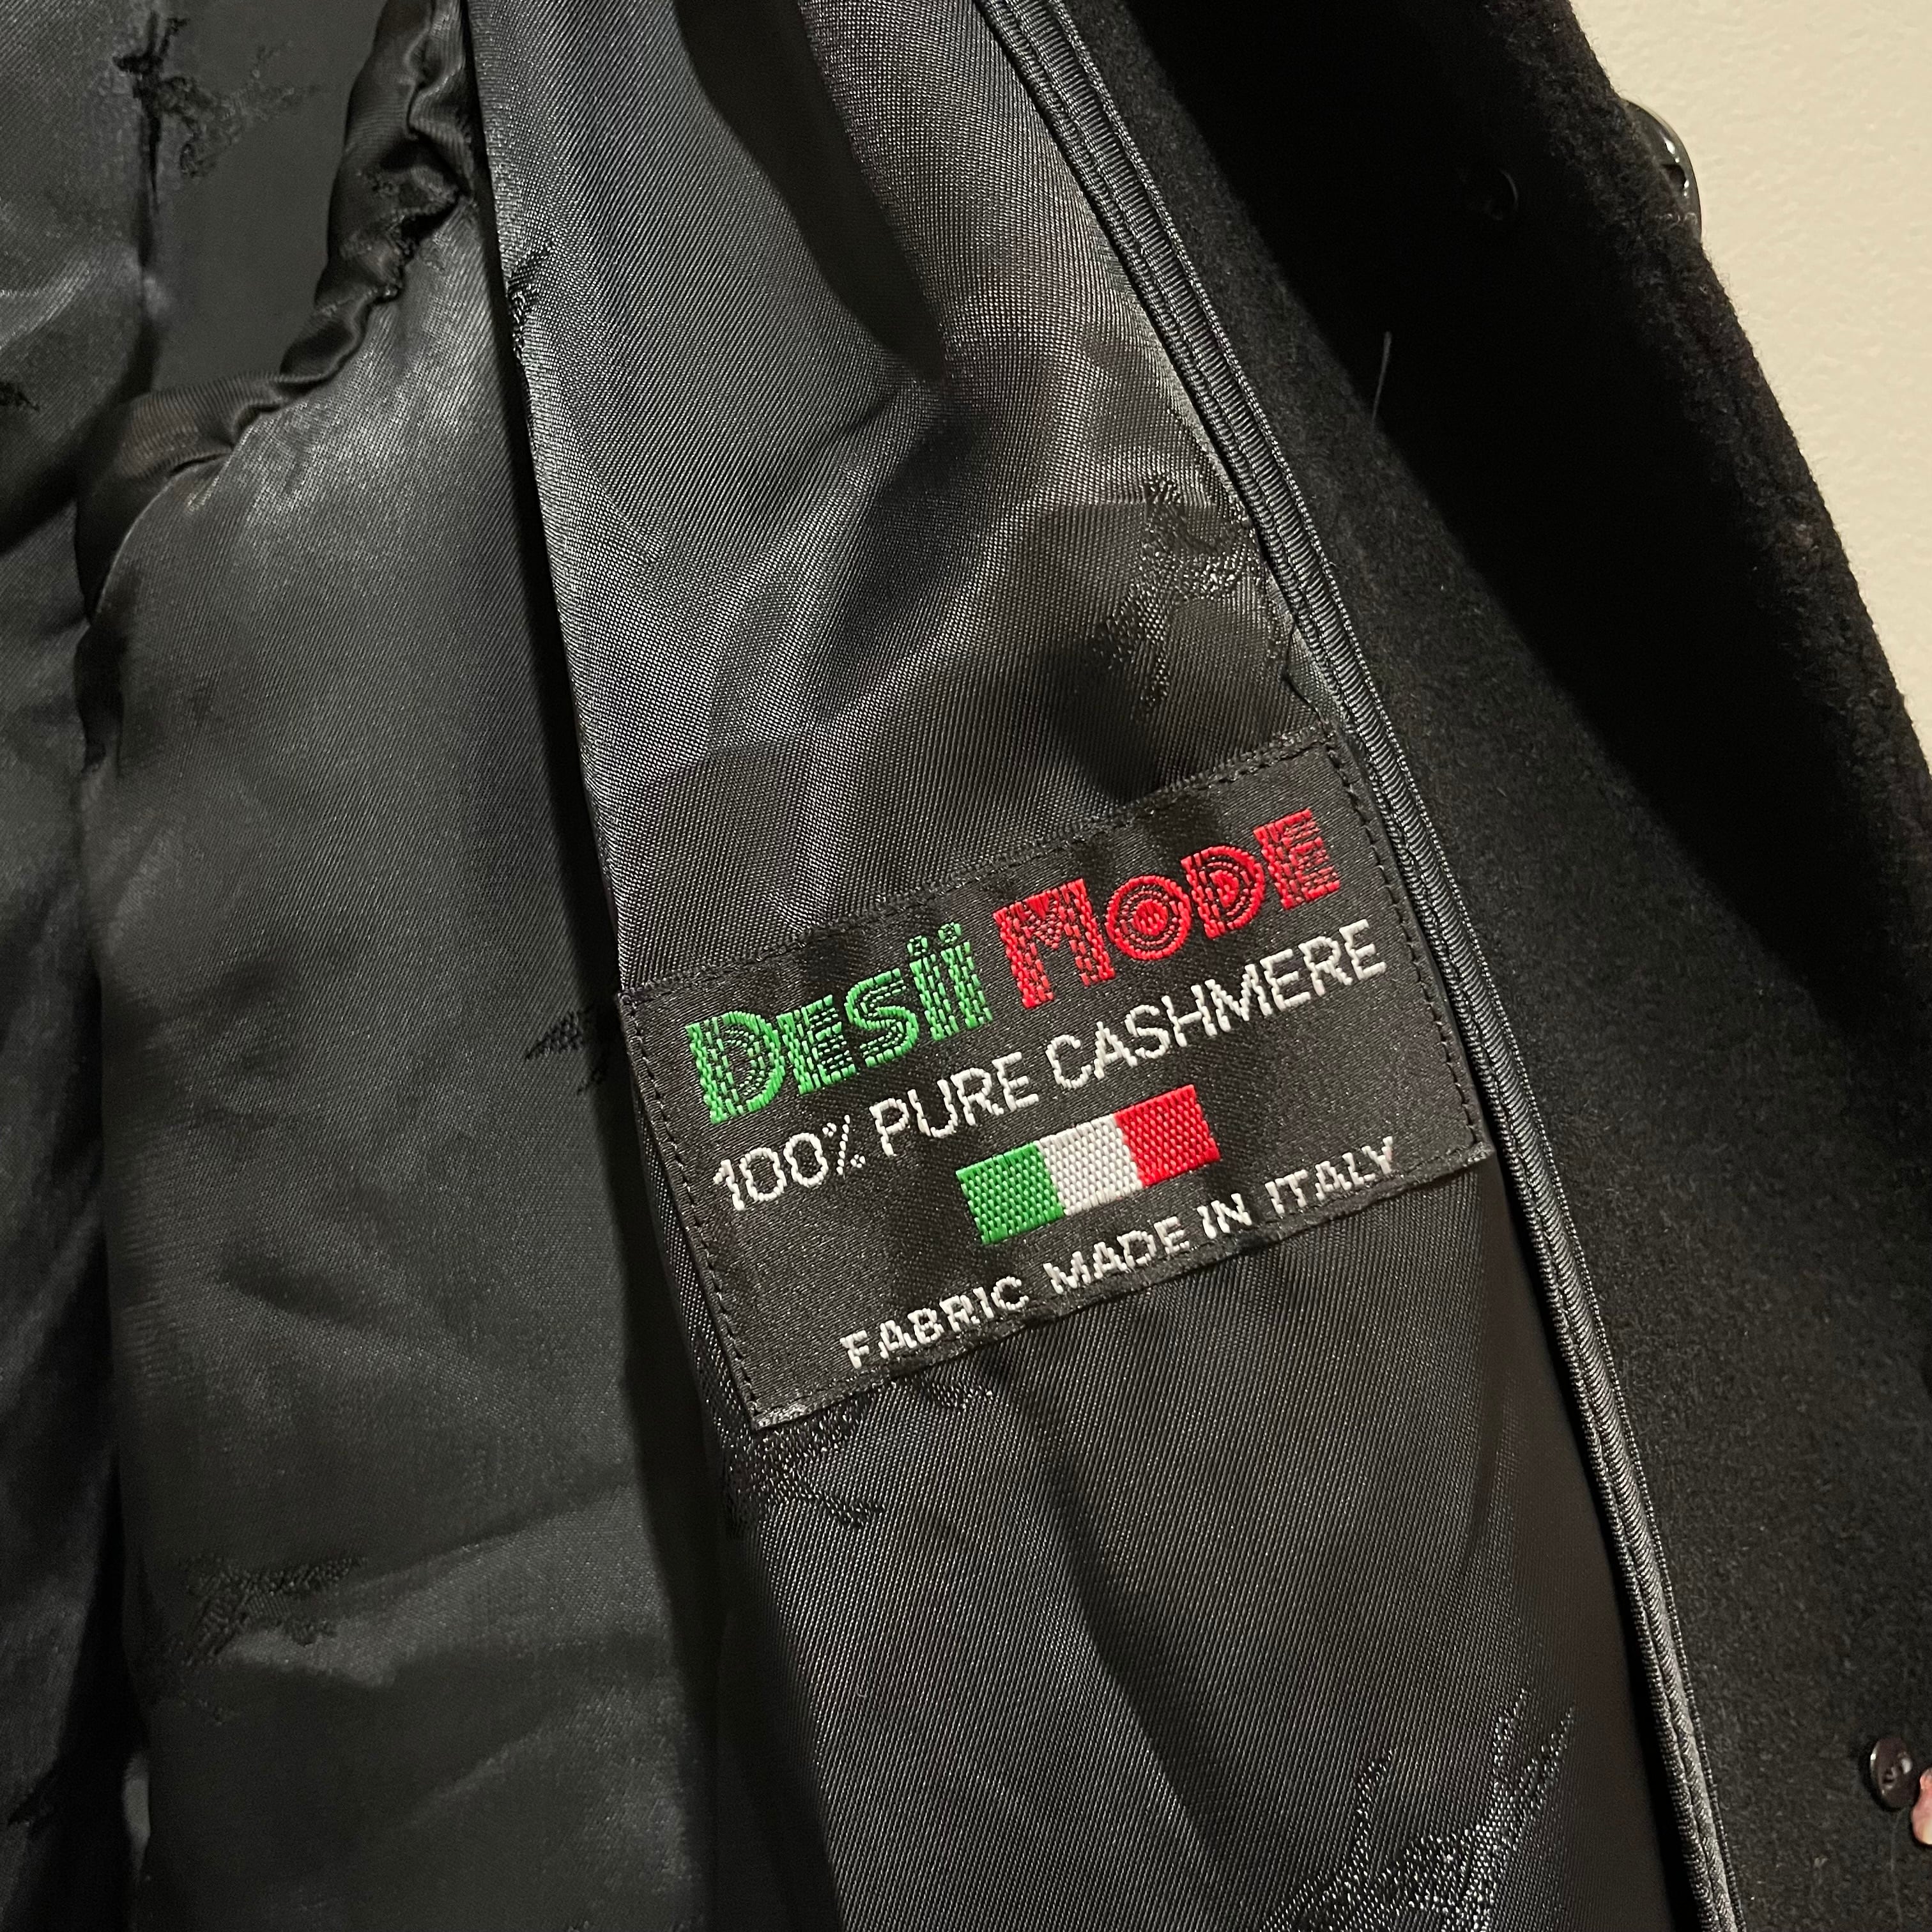 DESii MODE
100% PURE CASHMERE
FABRIC MADE IN ITALY